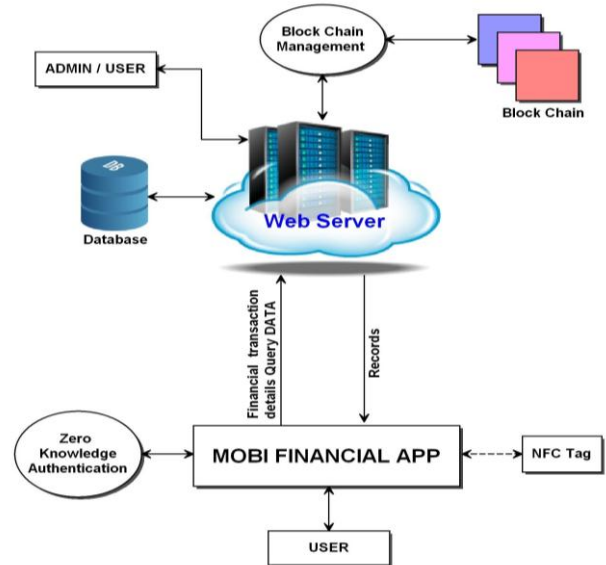 Block Chain
Management
ADMIN / USER
Block Chain
DB
Database
Web Server
Financial transaction
details Query DATA
Records
Zero
Knowledge
Authentication
MOBI FINANCIAL APP
NFC Tag
USER